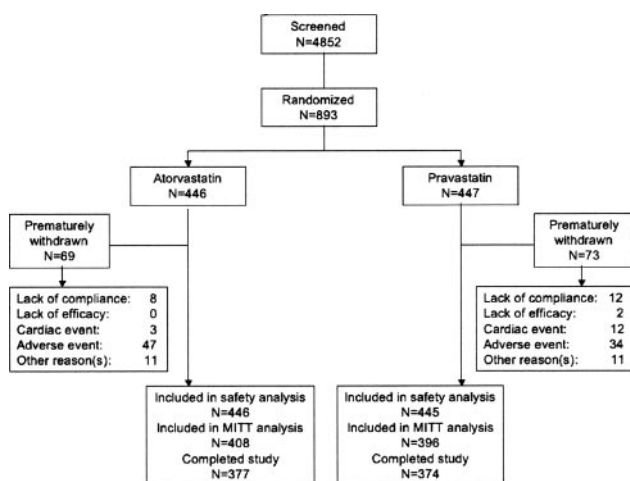 Screened
N=4852
Randomized
N=893
Atorvastatin
N=446
Pravastatin
N=447
Prematurely
withdrawn
N=69
Prematurely
withdrawn
N=73
Lack of compliance: 8
Lack of efficacy: 0
Cardiac event: 3
Adverse event: 47
Other reason(s): 11
Lack of compliance: 12
Lack of efficacy: 2
Cardiac event: 12
Adverse event: 34
Other reason(s): 11
Included in safety analysis
N=446
Included in MITT analysis
N=408
Completed study
N=377
Included in safety analysis
N=445
Included in MITT analysis
N=396
Completed study
N=374